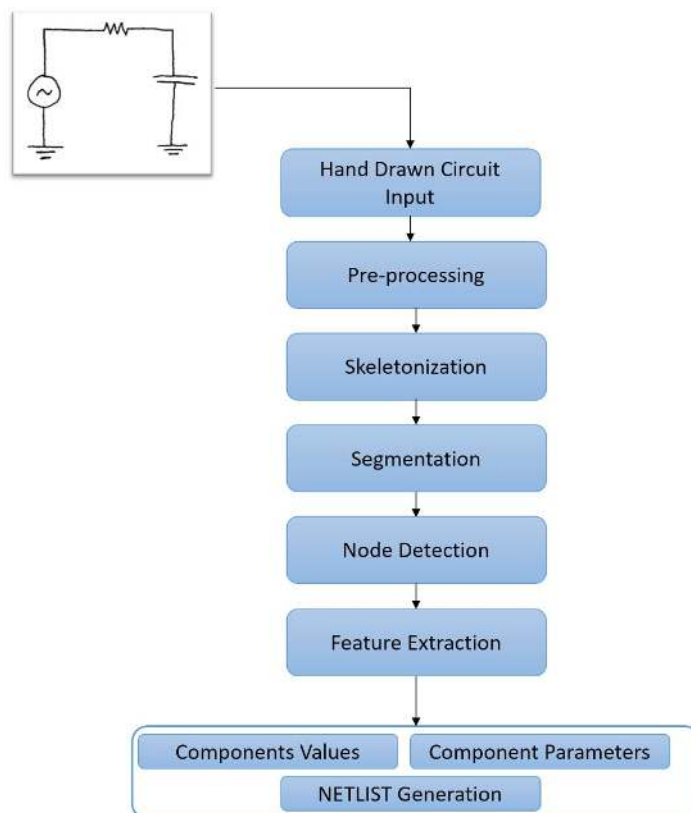 Hand Drawn Circuit
Input
Pre-processing
Skeletonization
Segmentation
Node Detection
Feature Extraction
Components Values
Component Parameters
NETLIST Generation